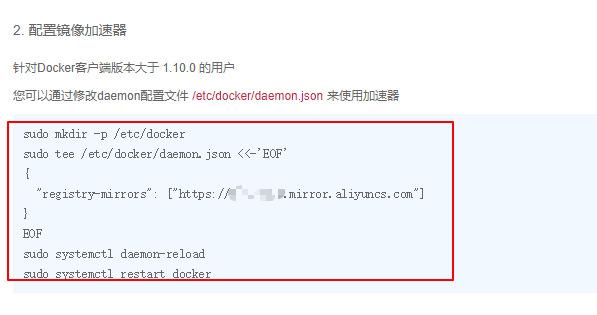 2. 配置镜像加速器
针对Docker客户端版本大于 1.10.0 的用户
您可以通过修改daemon配置文件 /etc/docker/daemon.json 来使用加速器
sudo mkdir -p /etc/docker
sudo tee /etc/docker/daemon.json <<-'EOF'
{
  "registry-mirrors": ["https:// .mirror.aliyuncs.com"]
}
EOF
sudo systemctl daemon-reload
sudo systemctl restart docker